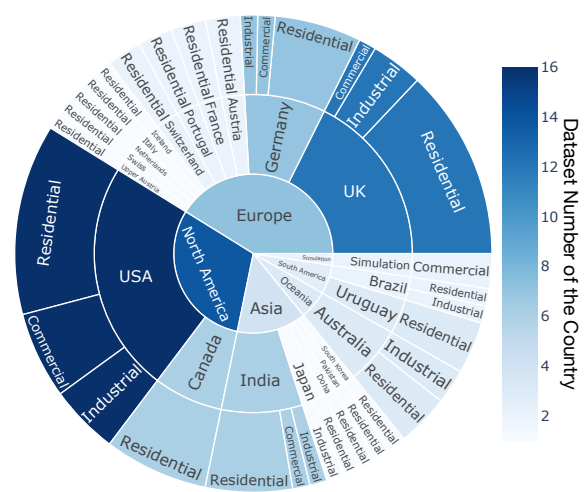 Europe
UK
Residential
Industrial
Commercial
Germany
Residential
Commercial
Industrial
Austria
Residential
France
Residential
Portugal
Residential
Switzerland
Residential
Iceland
Residential
Italy
Residential
Netherlands
Residential
Swiss
Residential
Upper Austria
Residential
North America
USA
Residential
Commercial
Industrial
Canada
Residential
Asia
India
Residential
Commercial
Industrial
Japan
Industrial
Residential
Doha
Residential
Pakistan
Residential
South Korea
Residential
Oceania
Australia
Residential
Industrial
South America
Uruguay
Residential
Brazil
Industrial
Residential
Simulation
Simulation
Commercial
16
14
12
10
8
6
4
2
Dataset Number of the Country